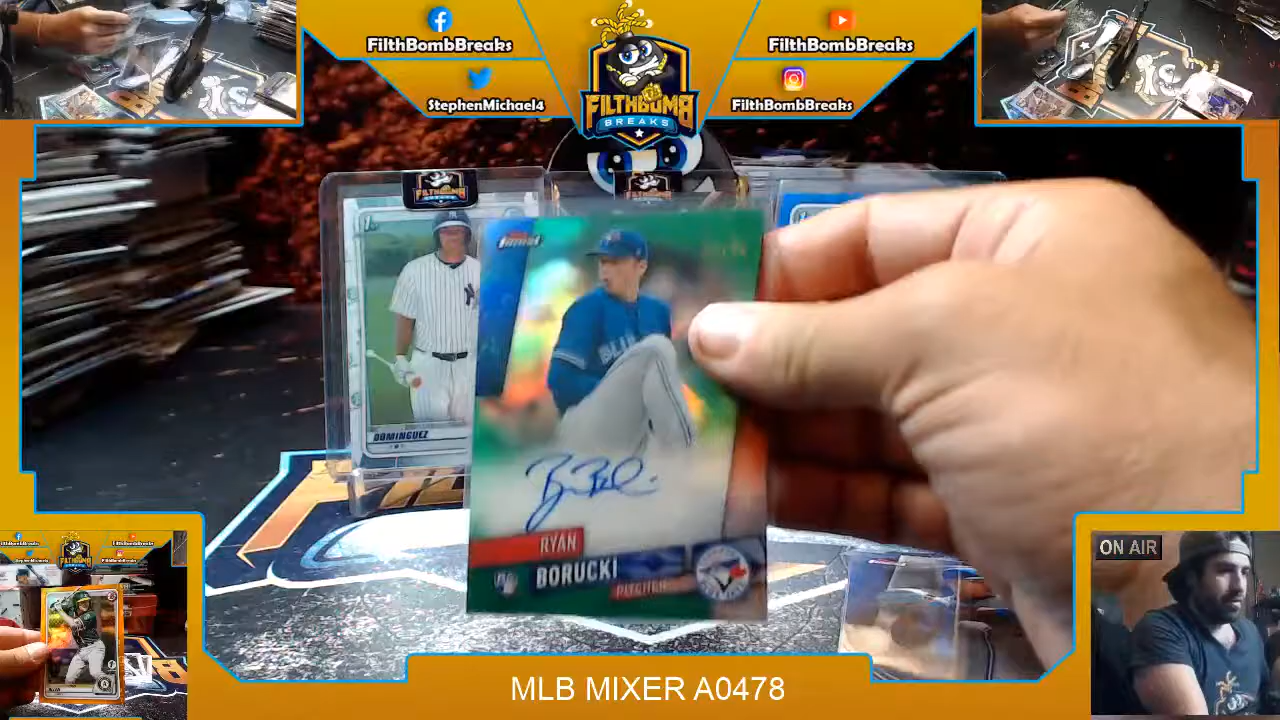 FilthBombBreaks
StephenMichael4
FILTHBOMB
BREAKS
FilthBombBreaks
FilthBombBreaks
finest
DOMINGUEZ
RYAN
BORUCKI
PITCHER
ON AIR
MLB MIXER A0478